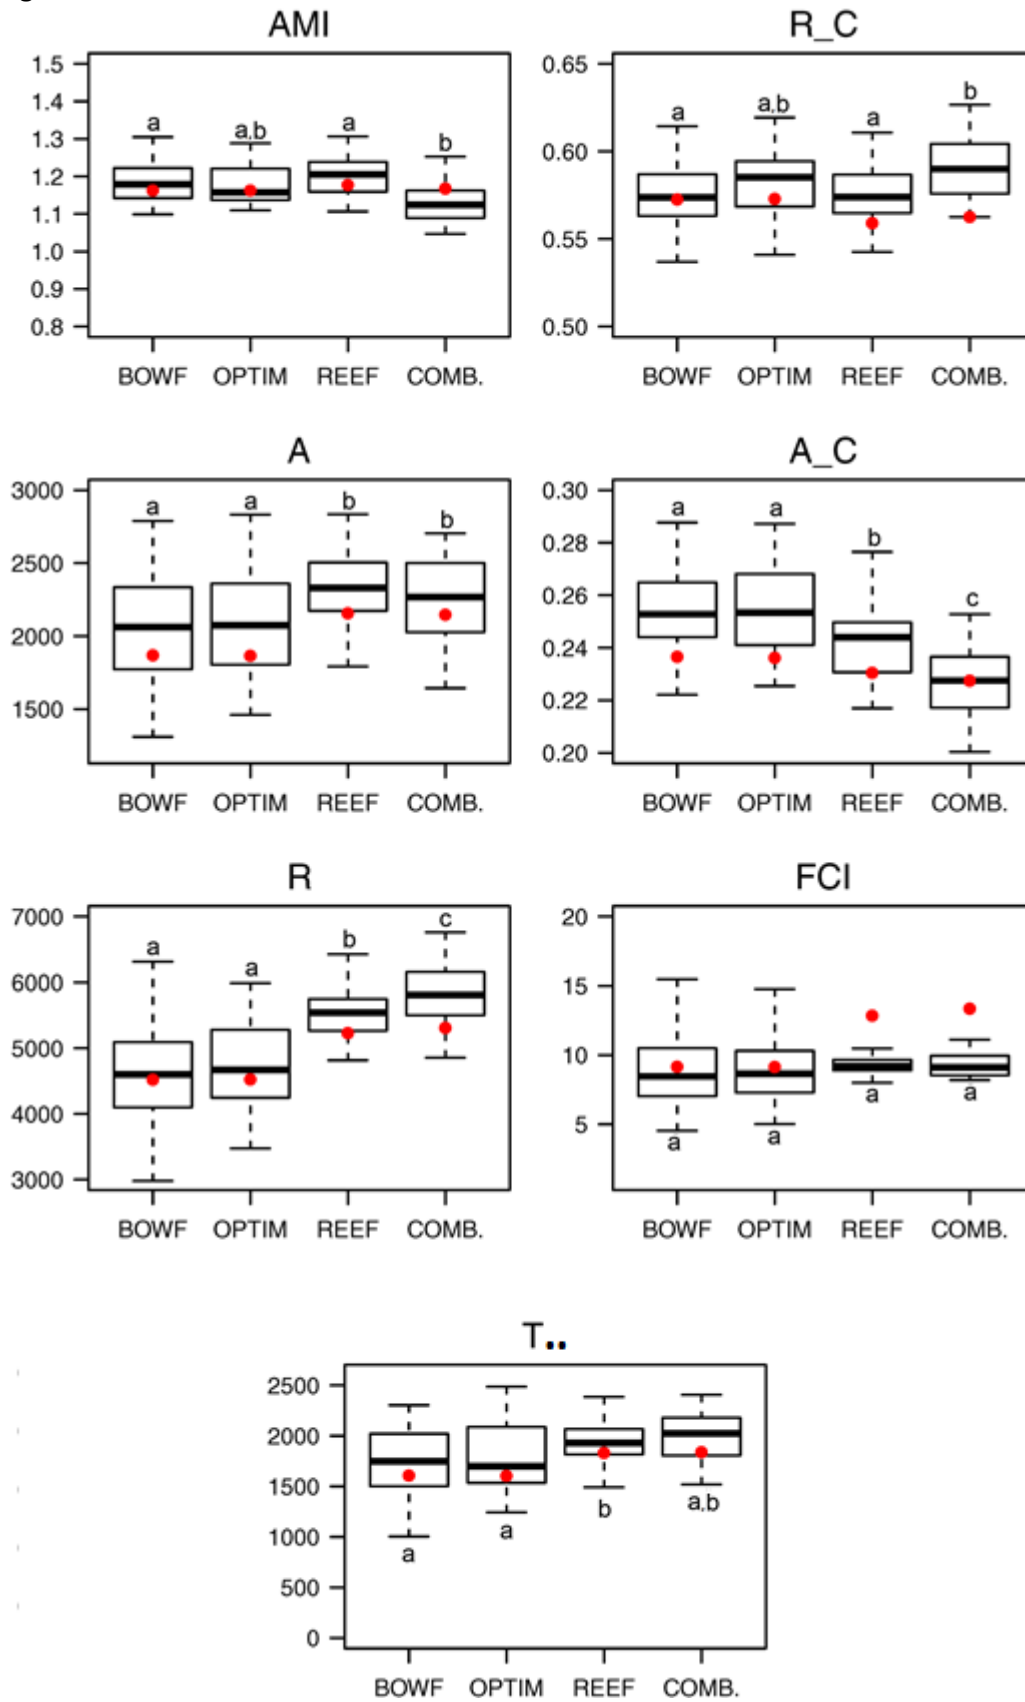 g
AMI
1.5
1.4
1.3
1.2
1.1
1.0
0.9
0.8
a
a,b
a
b
BOWF OPTIM REEF COMB.
R_C
0.65
0.60
0.55
0.50
a
a,b
a
b
BOWF OPTIM REEF COMB.
A
3000
2500
2000
1500
a
a
b
b
BOWF OPTIM REEF COMB.
A_C
0.30
0.28
0.26
0.24
0.22
0.20
a
a
b
c
BOWF OPTIM REEF COMB.
R
7000
6000
5000
4000
3000
a
a
b
c
BOWF OPTIM REEF COMB.
FCI
20
15
10
5
a
a
a
a
BOWF OPTIM REEF COMB.
T..
2500
2000
1500
1000
500
0
a
a
b
a,b
BOWF OPTIM REEF COMB.